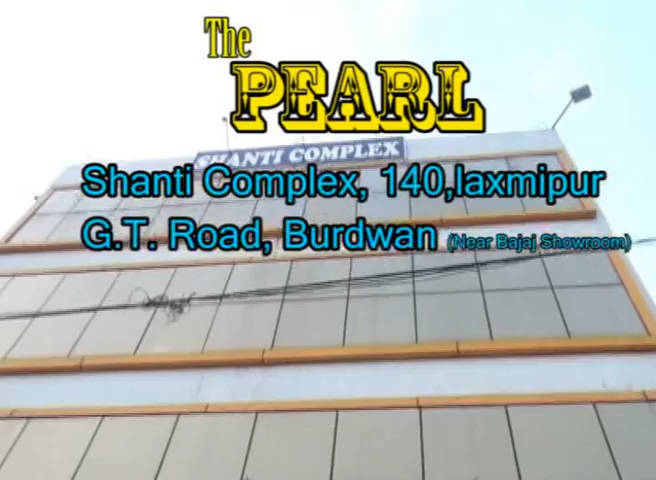 The
PEARL
SHANTI COMPLEX
Shanti Complex, 140,laxmipur
G.T. Road, Burdwan (Near Bajaj Showroom)